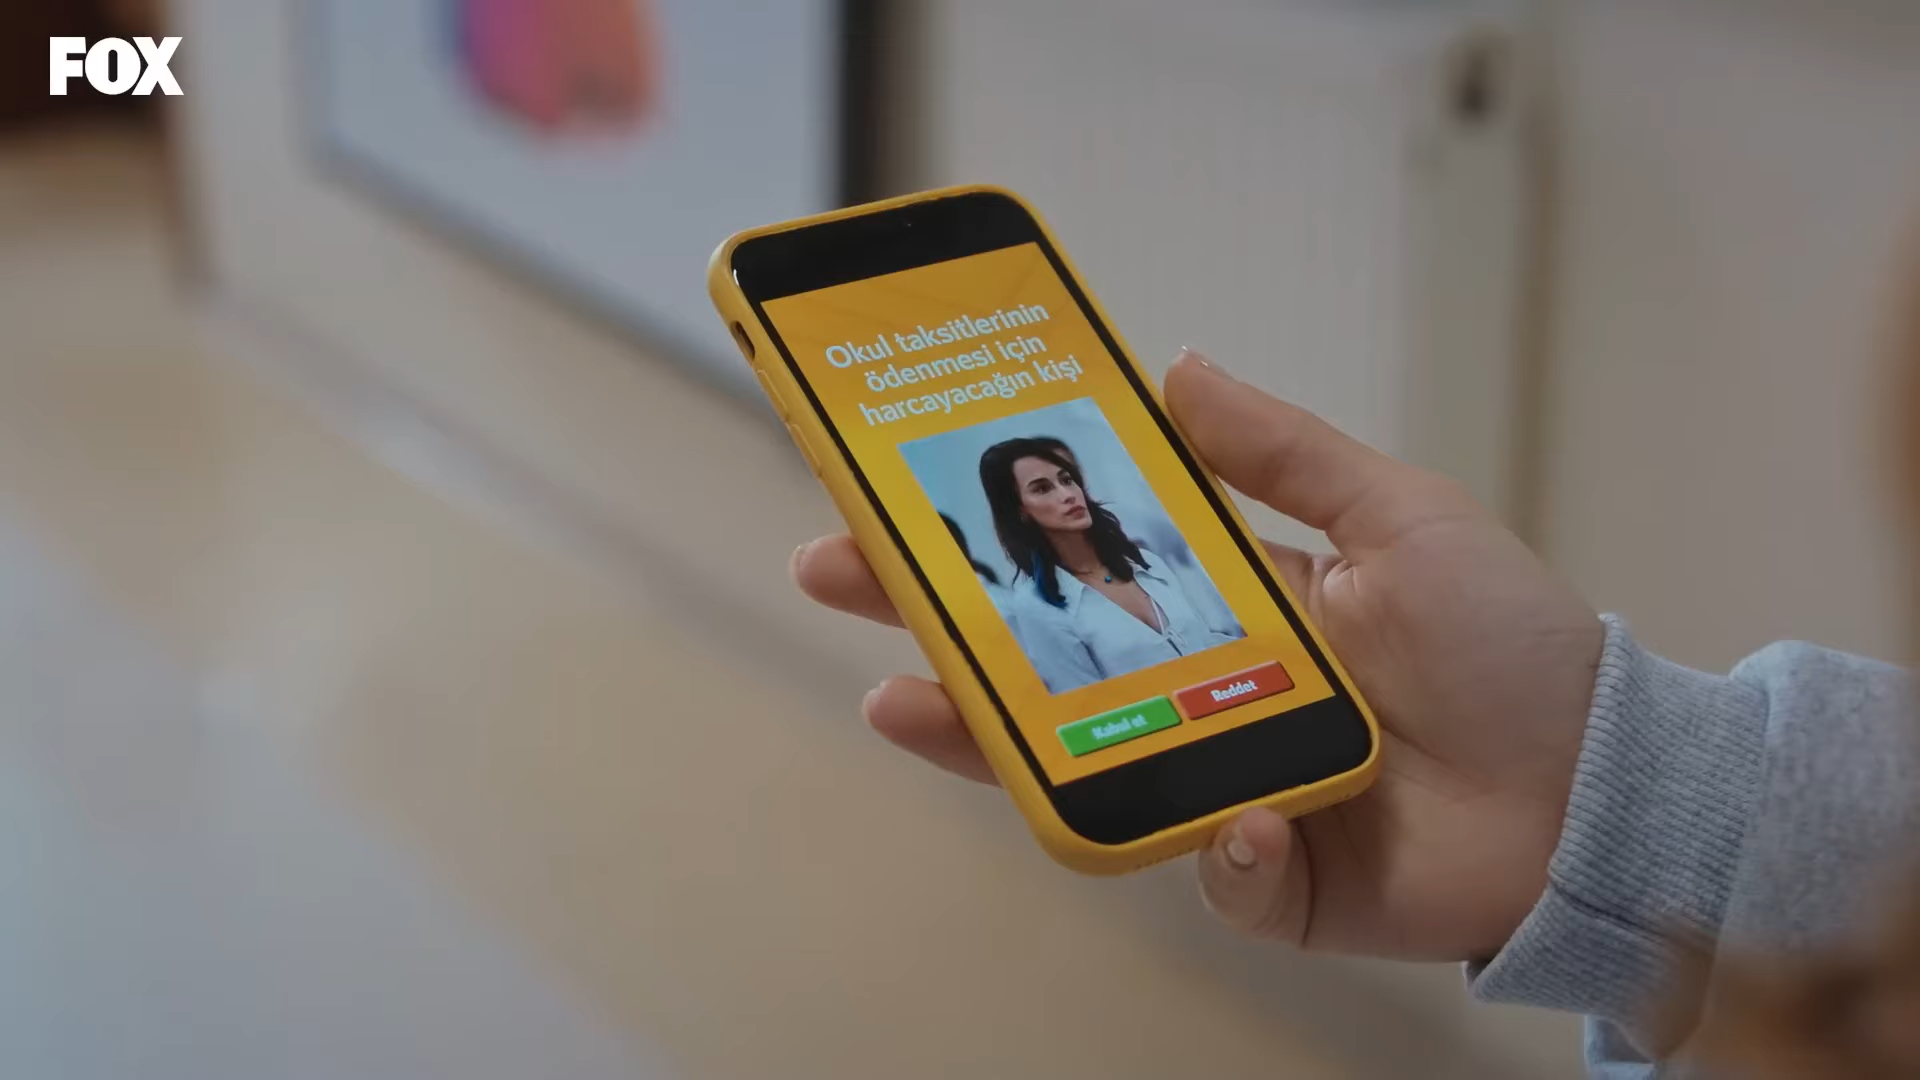 FOX
Okul taksitlerinin
ödenmesi için
harcayacağın kişi
Kabul et
Reddet